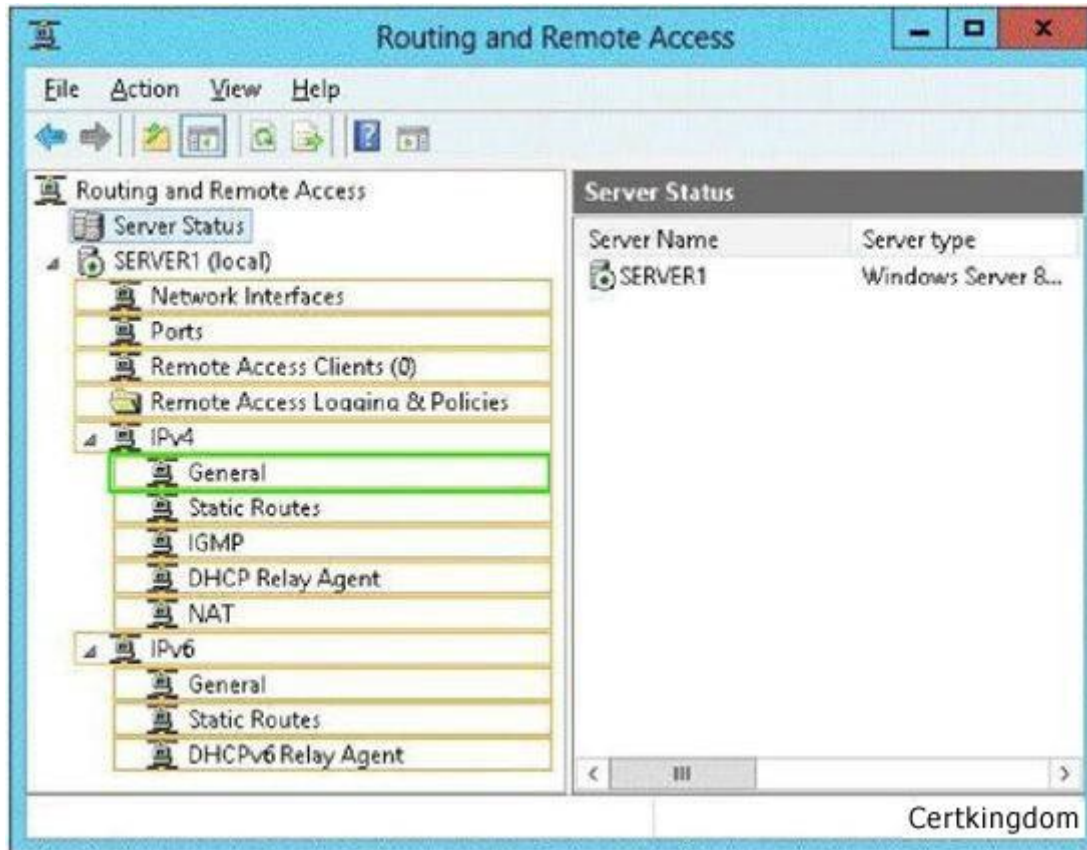 Routing and Remote Access
File Action View Help
Routing and Remote Access
Server Status
SERVER1 (local)
Network Interfaces
Ports
Remote Access Clients (0)
Remote Access Logging & Policies
IPv4
General
Static Routes
IGMP
DHCP Relay Agent
NAT
IPv6
General
Static Routes
DHCPv6 Relay Agent
Server Status
Server Name Server type
SERVER1 Windows Server 8...
Certkingdom